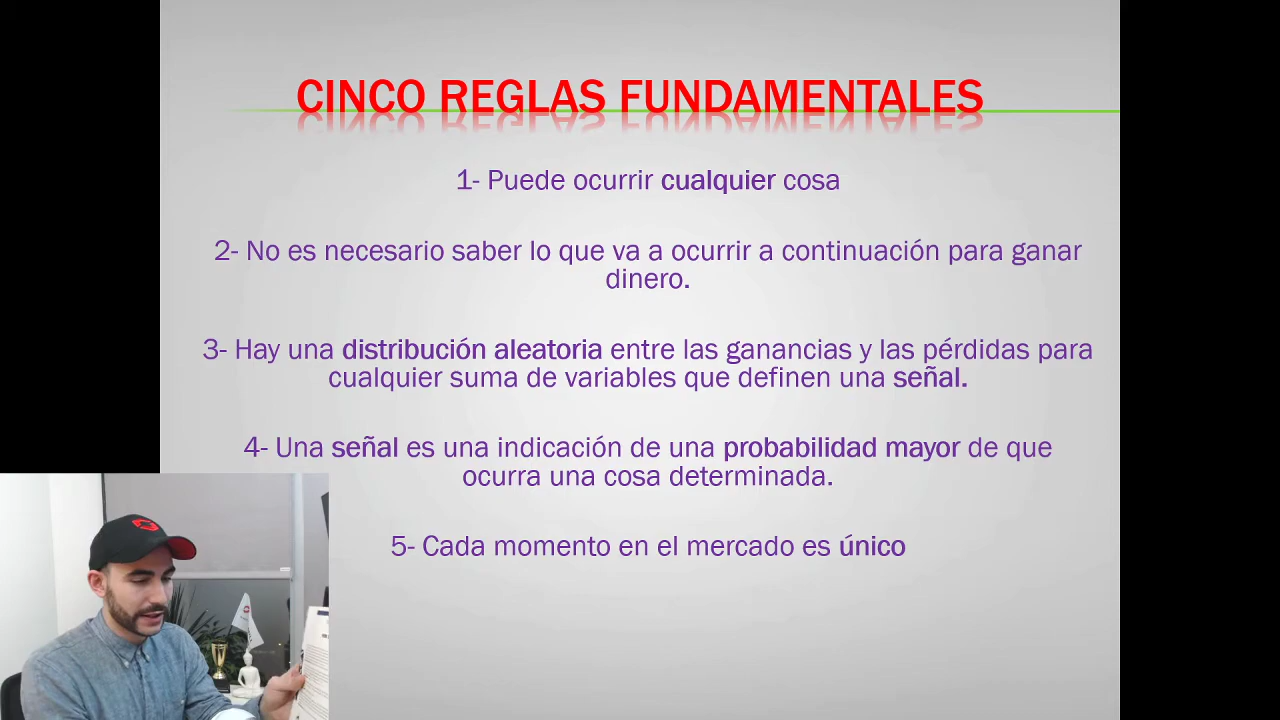 CINCO REGLAS FUNDAMENTALES
1- Puede ocurrir cualquier cosa
2- No es necesario saber lo que va a ocurrir a continuación para ganar
dinero.
3- Hay una distribución aleatoria entre las ganancias y las pérdidas para
cualquier suma de variables que definen una señal.
4- Una señal es una indicación de una probabilidad mayor de que
ocurra una cosa determinada.
5- Cada momento en el mercado es único